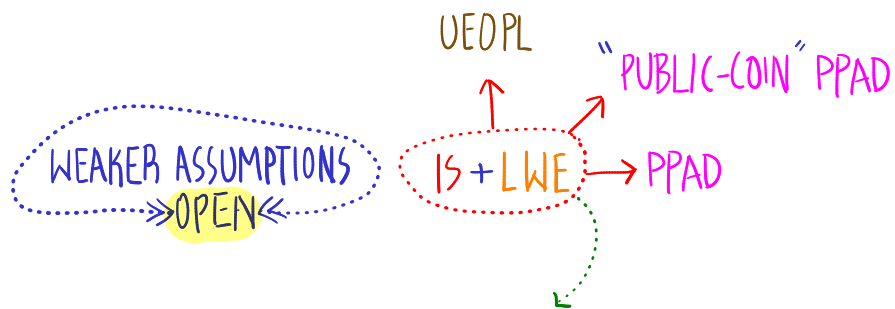 UEOPL
"PUBLIC-COIN" PPAD
WEAKER ASSUMPTIONS
OPEN
IS + LWE
PPAD